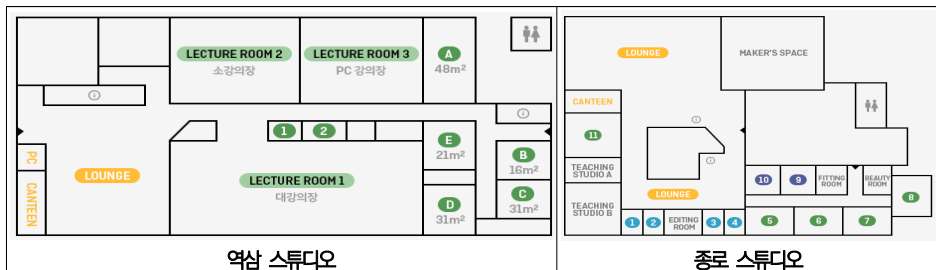 LECTURE ROOM 2
소강의장
LECTURE ROOM 3
PC 강의장
A
48m²
1
2
E
21m²
B
16m²
C
31m²
D
31m²
PC
CANTEEN
LOUNGE
LECTURE ROOM 1
대강의장
역삼 스튜디오
LOUNGE
MAKER'S SPACE
CANTEEN
11
TEACHING
STUDIO A
TEACHING
STUDIO B
LOUNGE
1
2
EDITING
ROOM
3
4
10
9
FITTING
ROOM
BEAUTY
ROOM
8
5
6
7
종로 스튜디오